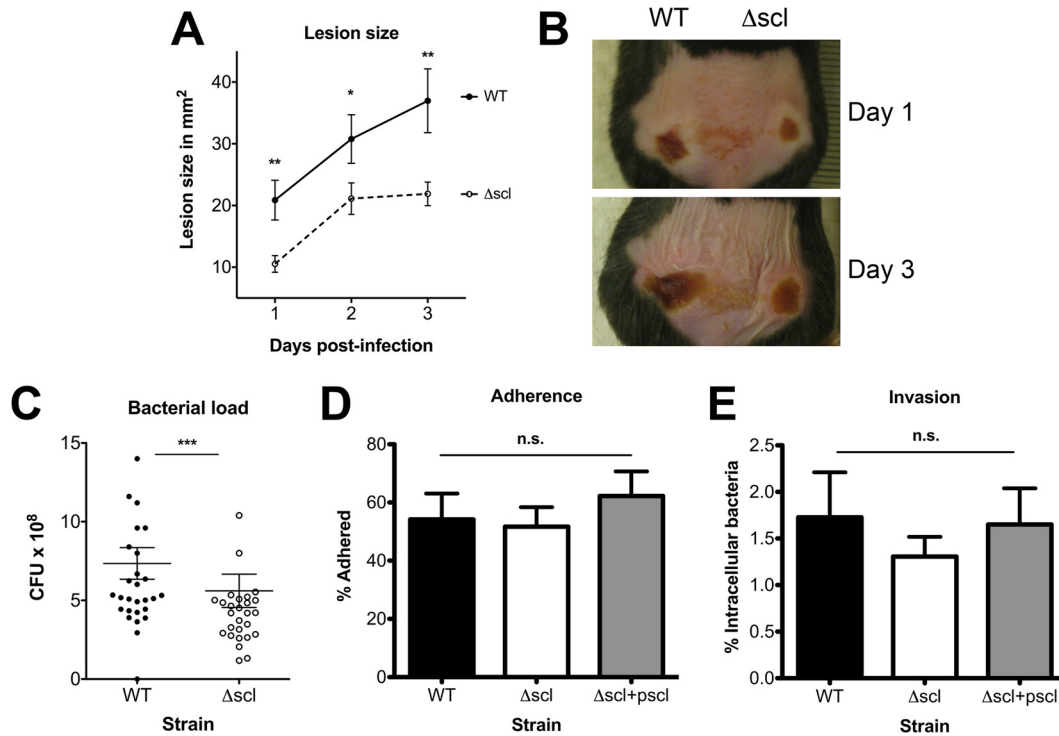 A
Lesion size
Lesion size in mm²
40
30
20
10
**
*
**
WT
Δscl
1 2 3
Days post-infection
B
WT Δscl
Day 1
Day 3
C
Bacterial load
CFU x 10⁸
15
10
5
0
***
WT Δscl
Strain
D
Adherence
% Adhered
80
60
40
20
0
n.s.
WT Δscl Δscl+pscl
Strain
E
Invasion
% Intracellular bacteria
2.5
2.0
1.5
1.0
0.5
0.0
n.s.
WT Δscl Δscl+pscl
Strain